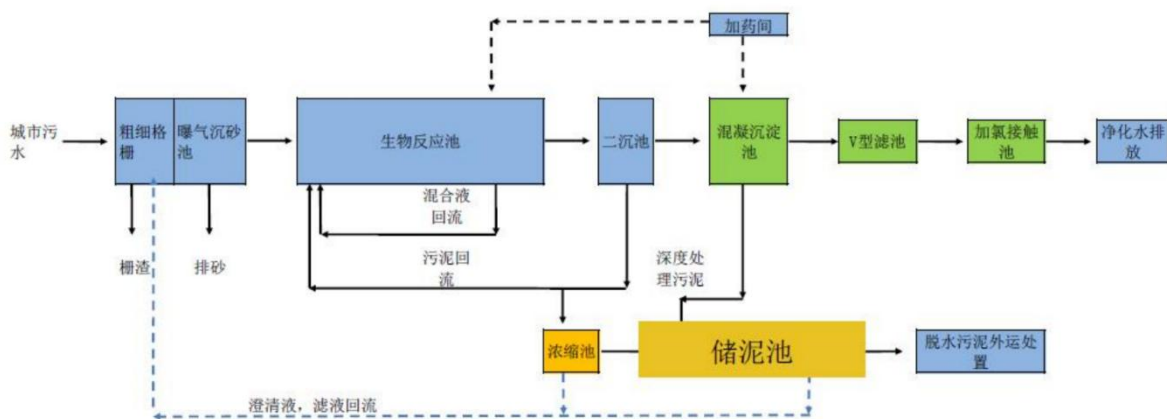 加药间
城市污
水
粗细格
栅
曝气沉砂
池
生物反应池
二沉池
混凝沉淀
池
V型滤池
加氯接触
池
净化水排
放
混合液
回流
栅渣
排砂
污泥回
流
深度处
理污泥
浓缩池
储泥池
脱水污泥外运处
置
澄清液，滤液回流